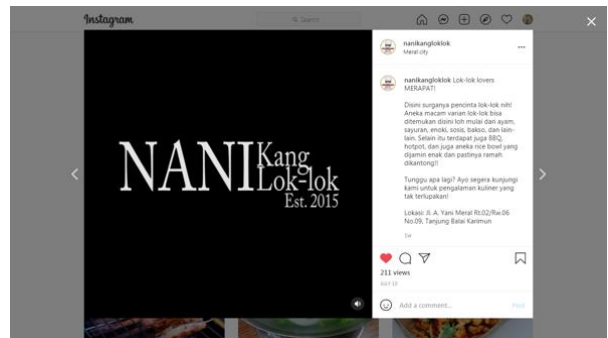 Instagram
Search
nanikangloklok
Meral city
NANI Kang
Lok-lok
Est. 2015
nanikangloklok Lok-lok lovers
MERAPAT!
Disini surganya pencinta lok-lok nih!
Aneka macam varian lok-lok bisa
ditemukan disini loh mulai dari ayam,
sayuran, enoki, sosis, bakso, dan lain-
lain. Selain itu terdapat juga BBQ,
hotpot, dan juga aneka rice bowl yang
dijamin enak dan pastinya ramah
dikantong!!
Tunggu apa lagi? Ayo segera kunjungi
kami untuk pengalaman kuliner yang
tak terlupakan!
Lokasi: Jl. A. Yani Meral Rt.02/Rw.06
No.09, Tanjung Balai Karimun
211 views
Add a comment...
Post